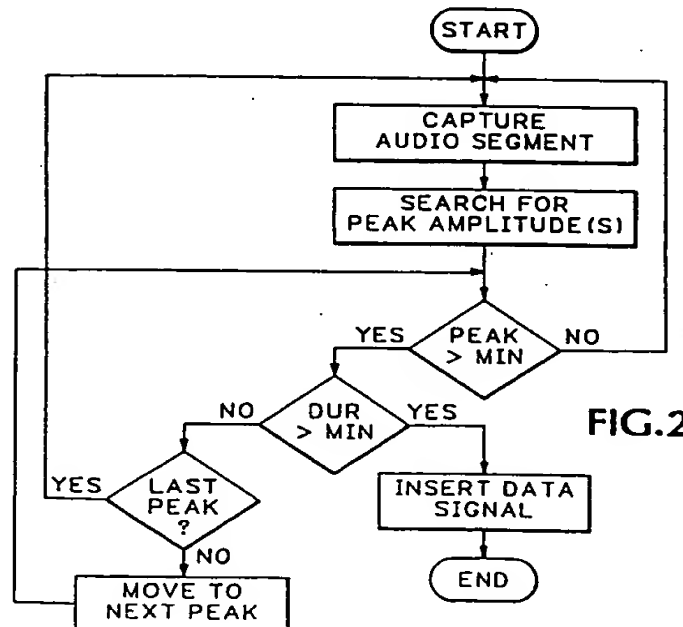 START
CAPTURE
AUDIO SEGMENT
SEARCH FOR
PEAK AMPLITUDE(S)
YES
PEAK
> MIN
NO
NO
DUR
> MIN
YES
FIG.2
YES
LAST
PEAK
?
INSERT DATA
SIGNAL
NO
MOVE TO
NEXT PEAK
END